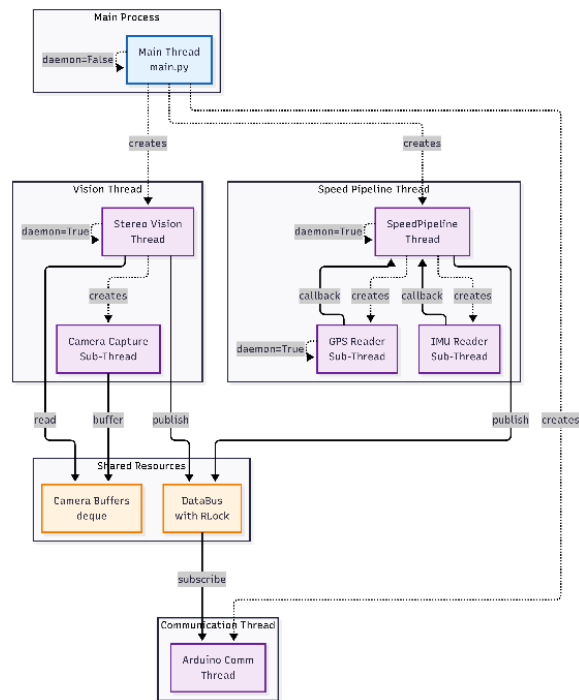 Main Process
Main Thread
main.py
daemon=False
creates
creates
Vision Thread
Speed Pipeline Thread
Stereo Vision
Thread
daemon=True
SpeedPipeline
Thread
daemon=True
creates
callback
creates
callback
creates
Camera Capture
Sub-Thread
GPS Reader
Sub-Thread
daemon=True
IMU Reader
Sub-Thread
read
buffer
publish
publish
creates
Shared Resources
Camera Buffers
deque
DataBus
with RLock
subscribe
Communication Thread
Arduino Comm
Thread